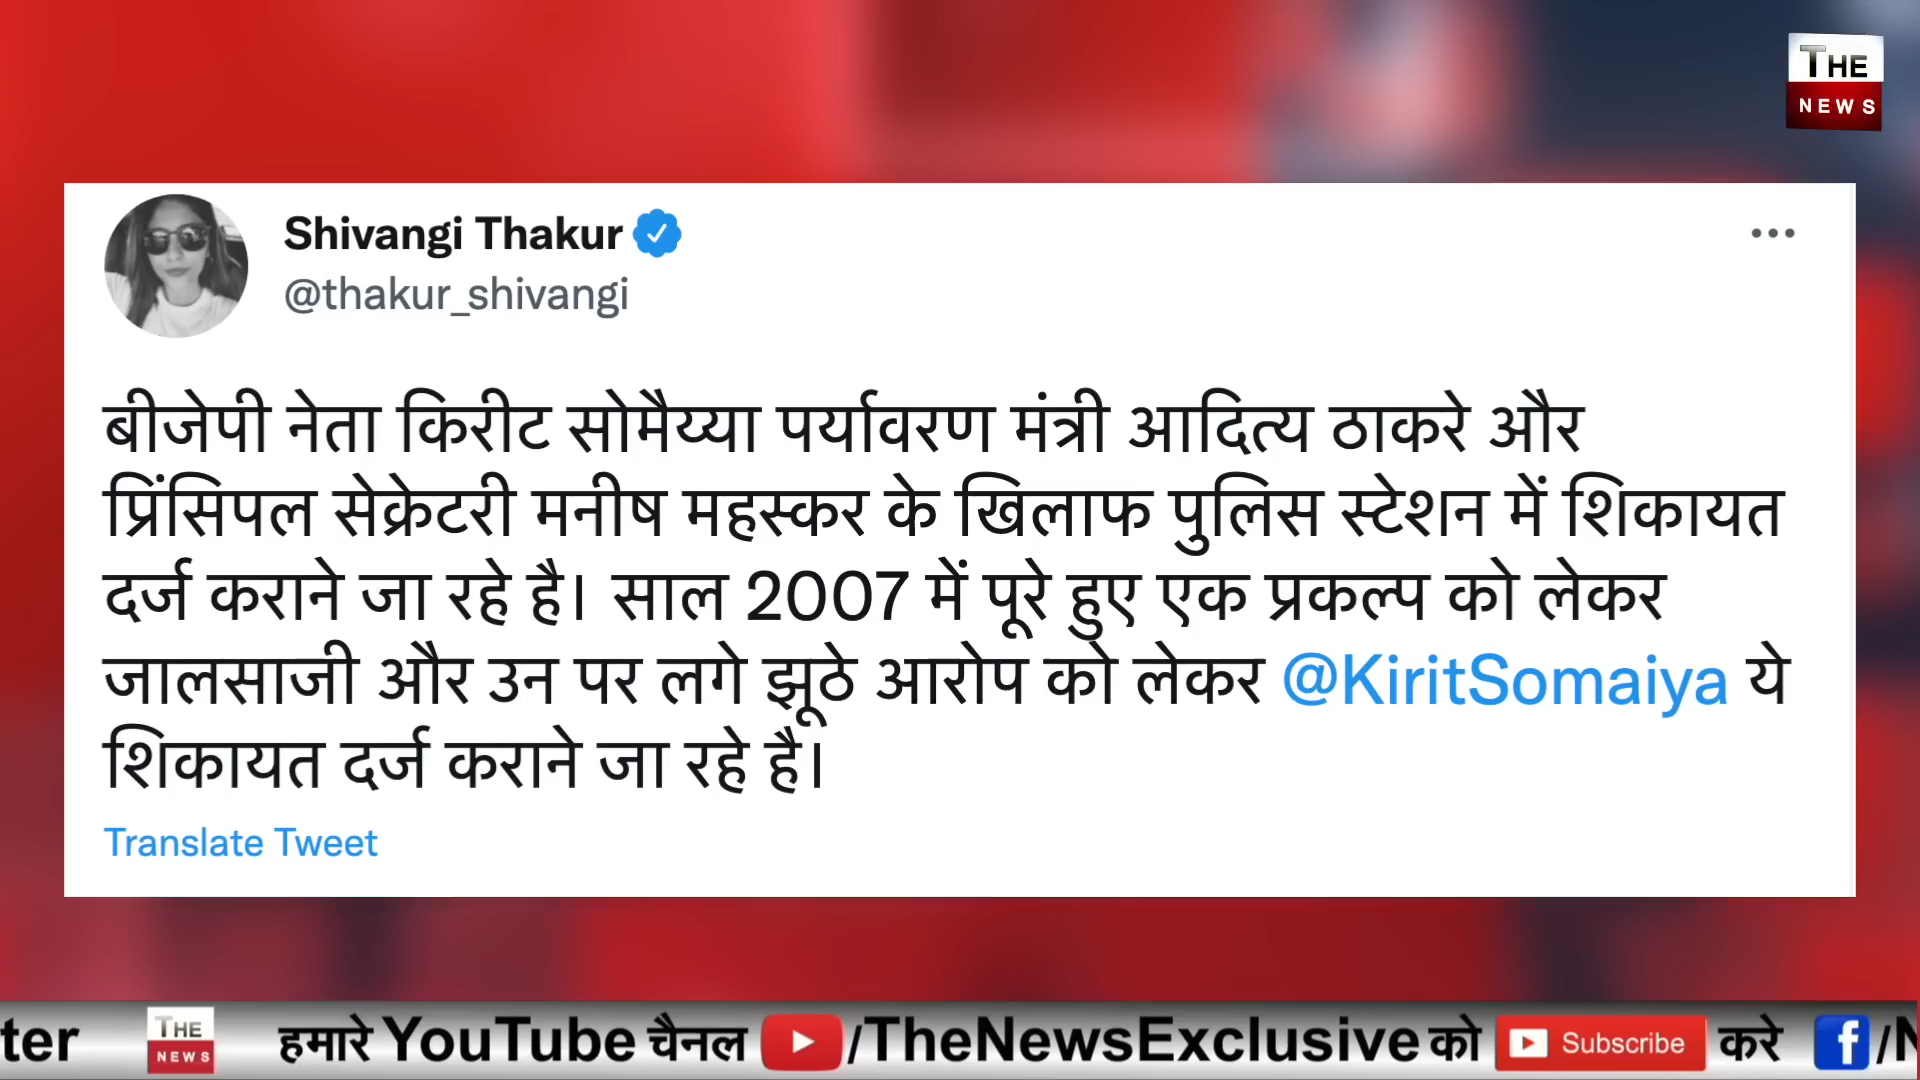 THE
NEWS
Shivangi Thakur
@thakur_shivangi
बीजेपी नेता किरीट सोमैय्या पर्यावरण मंत्री आदित्य ठाकरे और
प्रिंसिपल सेक्रेटरी मनीष महस्कर के खिलाफ पुलिस स्टेशन में शिकायत
दर्ज कराने जा रहे है। साल 2007 में पूरे हुए एक प्रकल्प को लेकर
जालसाजी और उन पर लगे झूठे आरोप को लेकर @KiritSomaiya ये
शिकायत दर्ज कराने जा रहे है।
Translate Tweet
ter THE NEWS हमारे YouTube चैनल /TheNewsExclusive को Subscribe करे f /N